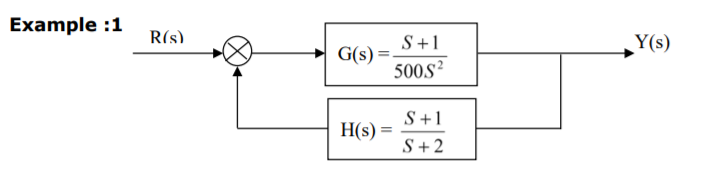 Example :1
R(s)
G(s) = S+1
500S²
Y(s)
H(s) = S+1
S+2